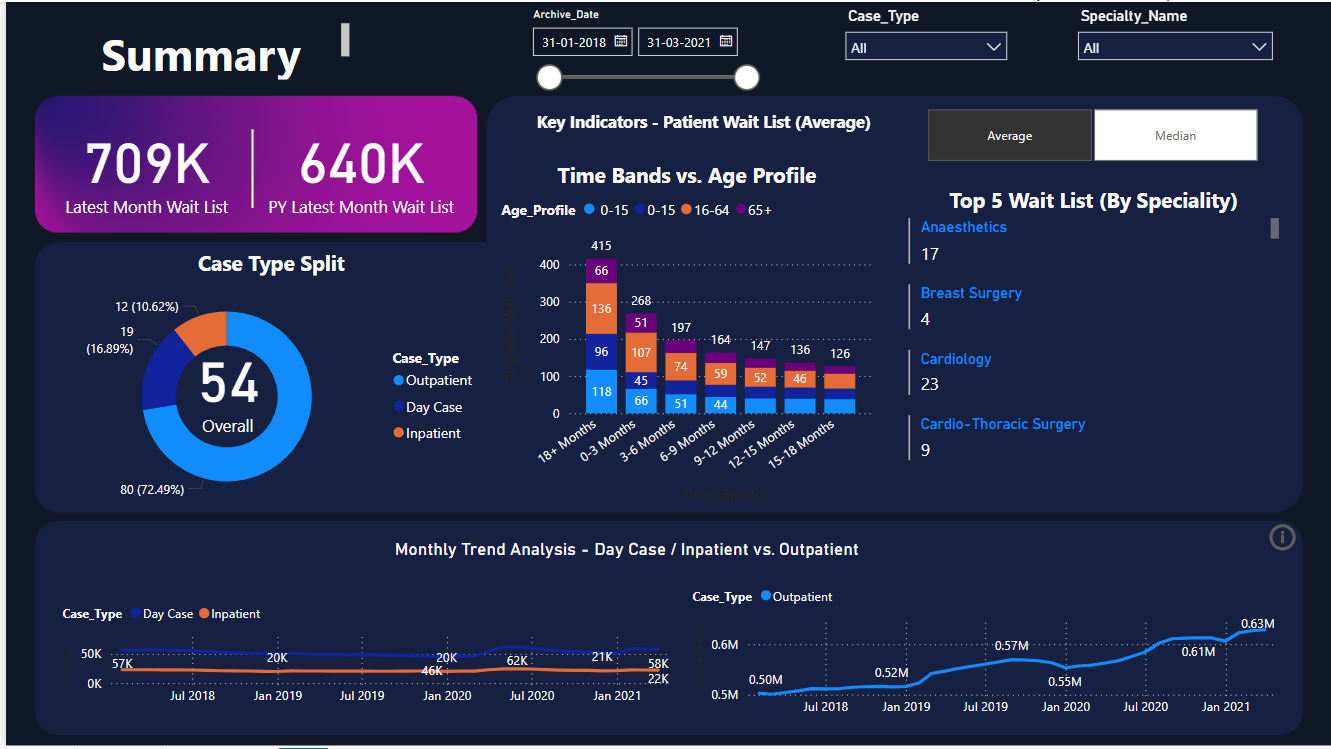 Summary
Archive_Date
31-01-2018
31-03-2021
Case_Type
All
Specialty_Name
All
709K
Latest Month Wait List
640K
PY Latest Month Wait List
Key Indicators - Patient Wait List (Average)
Average
Median
Case Type Split
12 (10.62%)
19
(16.89%)
54
Overall
80 (72.49%)
Case_Type
Outpatient
Day Case
Inpatient
Time Bands vs. Age Profile
Age_Profile 0-15 0-15 16-64 65+
400
300
200
100
0
415
66
136
96
118
268
51
107
45
66
197
74
51
164
59
44
147
52
136
46
126
18+ Months
0-3 Months
3-6 Months
6-9 Months
9-12 Months
12-15 Months
15-18 Months
Time Bands
Top 5 Wait List (By Speciality)
Anaesthetics
17
Breast Surgery
4
Cardiology
23
Cardio-Thoracic Surgery
9
Monthly Trend Analysis - Day Case / Inpatient vs. Outpatient
Case_Type Day Case Inpatient
50K
0K
57K
20K
20K
46K
62K
21K
58K
22K
Jul 2018
Jan 2019
Jul 2019
Jan 2020
Jul 2020
Jan 2021
Case_Type Outpatient
0.6M
0.5M
0.50M
0.52M
0.57M
0.55M
0.61M
0.63M
Jul 2018
Jan 2019
Jul 2019
Jan 2020
Jul 2020
Jan 2021